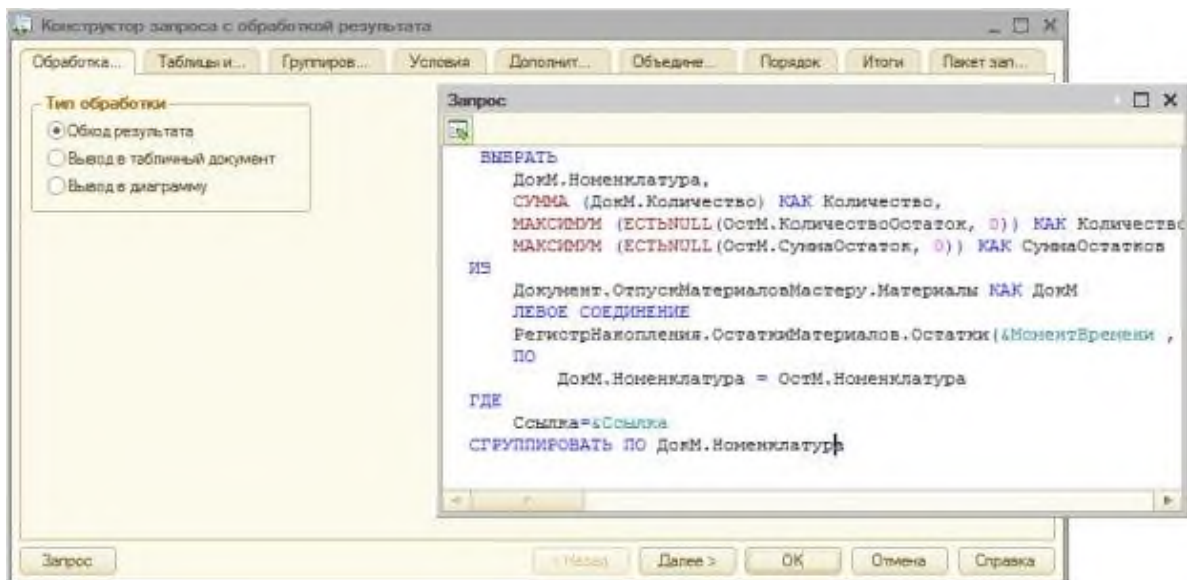 Конструктор запроса с обработкой результата
Обработка... Таблицы и... Группиров... Условия Дополнит... Объедине... Порядок Итоги Пакет зап...
Тип обработки
Обход результата
Вывод в табличный документ
Вывод в диаграмму
Запрос
ВЫБРАТЬ
ДокМ.Номенклатура,
СУММА (ДокМ.Количество) КАК Количество,
МАКСИМУМ (ЕСТЬNULL(ОстМ.КоличествоОстаток, 0)) КАК Количество
МАКСИМУМ (ЕСТЬNULL(ОстМ.СуммаОстаток, 0)) КАК СуммаОстатков
ИЗ
Документ.ОтпускМатериаловМастеру.Материалы КАК ДокМ
ЛЕВОЕ СОЕДИНЕНИЕ
РегистрНакопления.ОстаткиМатериалов.Остатки(&МоментВремени ,
ПО
ДокМ.Номенклатура = ОстМ.Номенклатура
ГДЕ
Ссылка=&Ссылка
СГРУППИРОВАТЬ ПО ДокМ.Номенклатура
Запрос < Назад Далее > ОК Отмена Справка